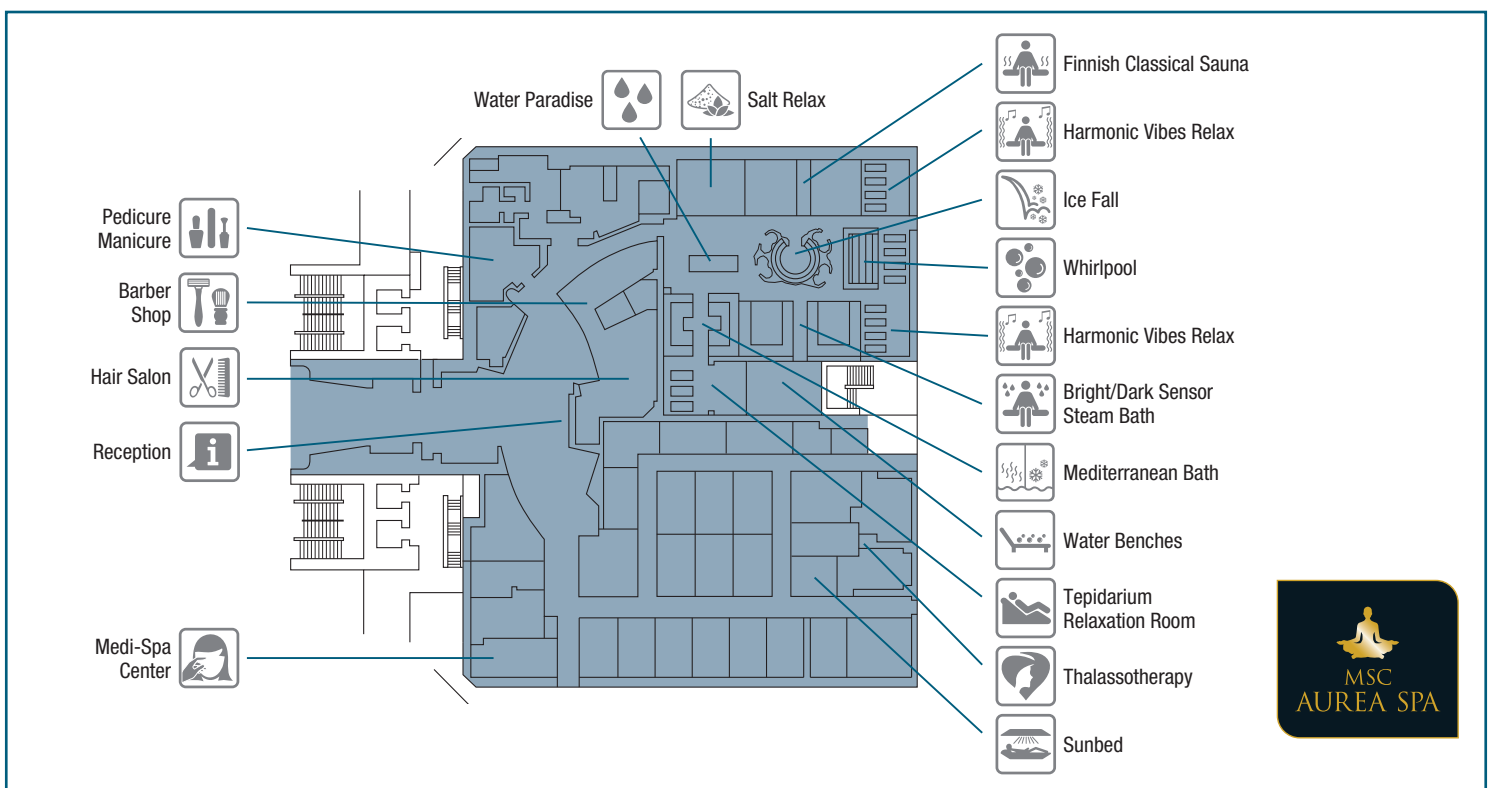 Water Paradise
Salt Relax
Pedicure
Manicure
Barber
Shop
Hair Salon
Reception
Medi-Spa
Center
Finnish Classical Sauna
Harmonic Vibes Relax
Ice Fall
Whirlpool
Harmonic Vibes Relax
Bright/Dark Sensor
Steam Bath
Mediterranean Bath
Water Benches
Tepidarium
Relaxation Room
Thalassotherapy
Sunbed
MSC
AUREA SPA